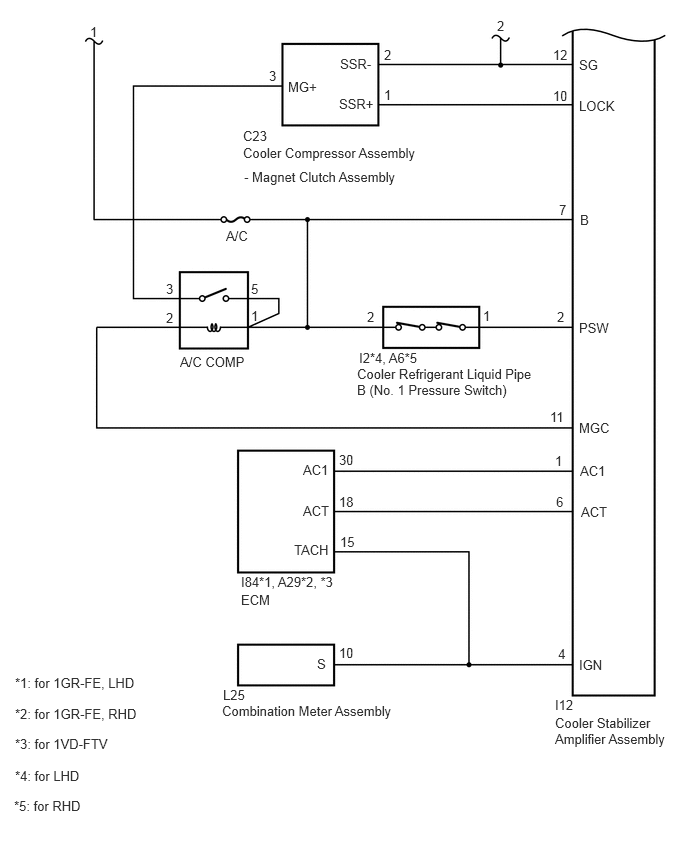 1
2
SSR-
2
12
SG
3
MG+
SSR+
1
10
LOCK
C23
Cooler Compressor Assembly
- Magnet Clutch Assembly
7
B
A/C
3
5
2
1
2
1
2
PSW
A/C COMP
I2*4, A6*5
Cooler Refrigerant Liquid Pipe
B (No. 1 Pressure Switch)
11
MGC
AC1
30
1
AC1
ACT
18
6
ACT
TACH
15
I84*1, A29*2, *3
ECM
S
10
4
IGN
L25
Combination Meter Assembly
I12
Cooler Stabilizer
Amplifier Assembly
*1: for 1GR-FE, LHD
*2: for 1GR-FE, RHD
*3: for 1VD-FTV
*4: for LHD
*5: for RHD